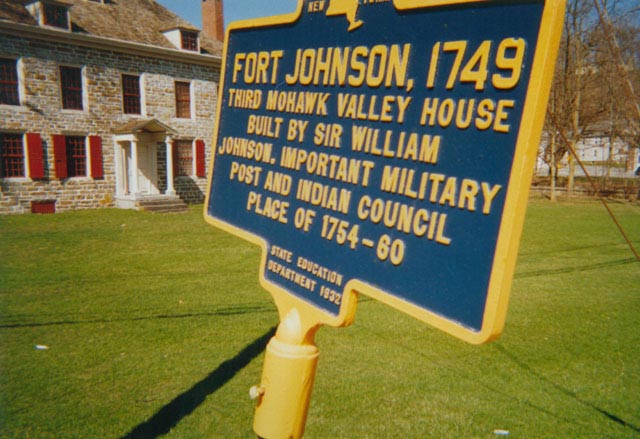 NEW
FORT JOHNSON, 1749
THIRD MOHAWK VALLEY HOUSE
BUILT BY SIR WILLIAM
JOHNSON. IMPORTANT MILITARY
POST AND INDIAN COUNCIL
PLACE OF 1754-60
STATE EDUCATION
DEPARTMENT 1932